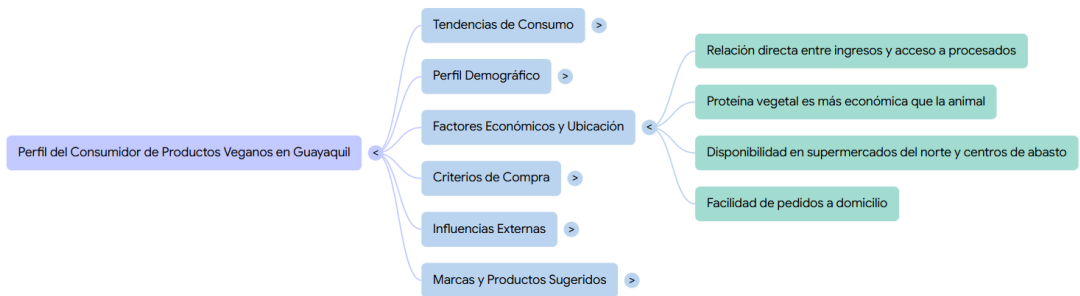 Perfil del Consumidor de Productos Veganos en Guayaquil
<
Tendencias de Consumo
>
Perfil Demográfico
>
Factores Económicos y Ubicación
<
Relación directa entre ingresos y acceso a procesados
Proteína vegetal es más económica que la animal
Disponibilidad en supermercados del norte y centros de abasto
Facilidad de pedidos a domicilio
Criterios de Compra
>
Influencias Externas
>
Marcas y Productos Sugeridos
>